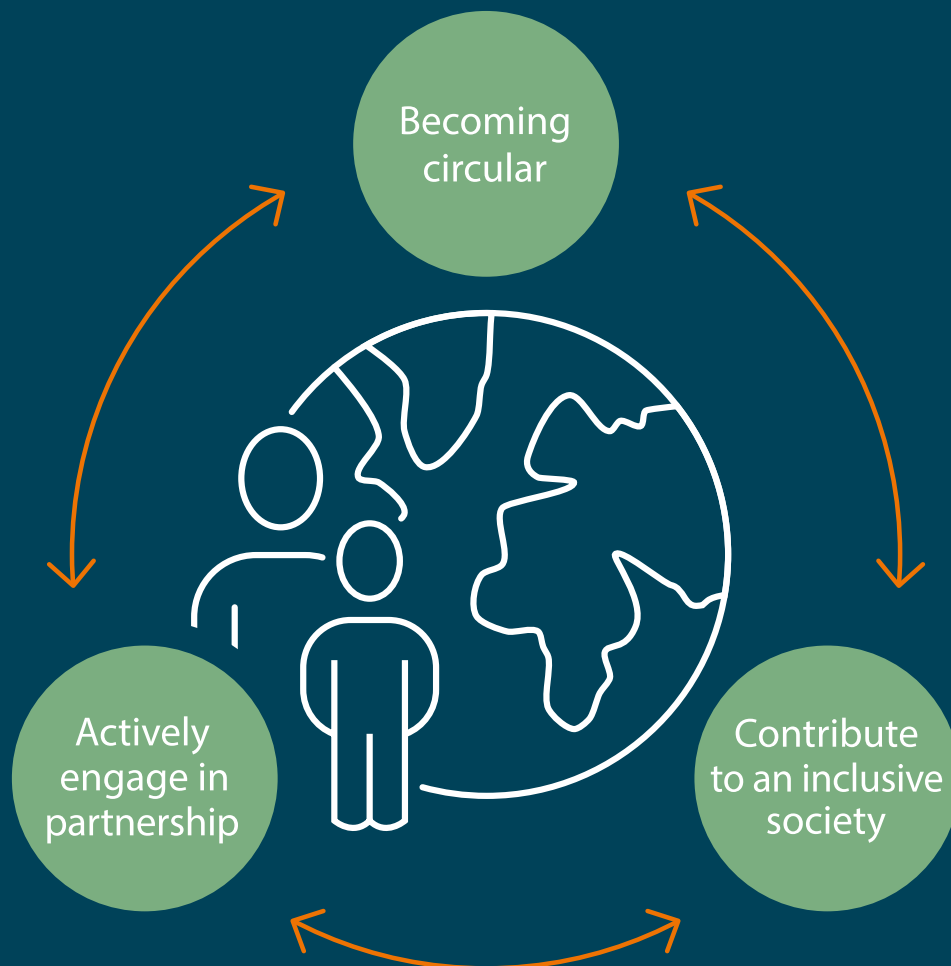 Becoming
circular
Actively
engage in
partnership
Contribute
to an inclusive
society